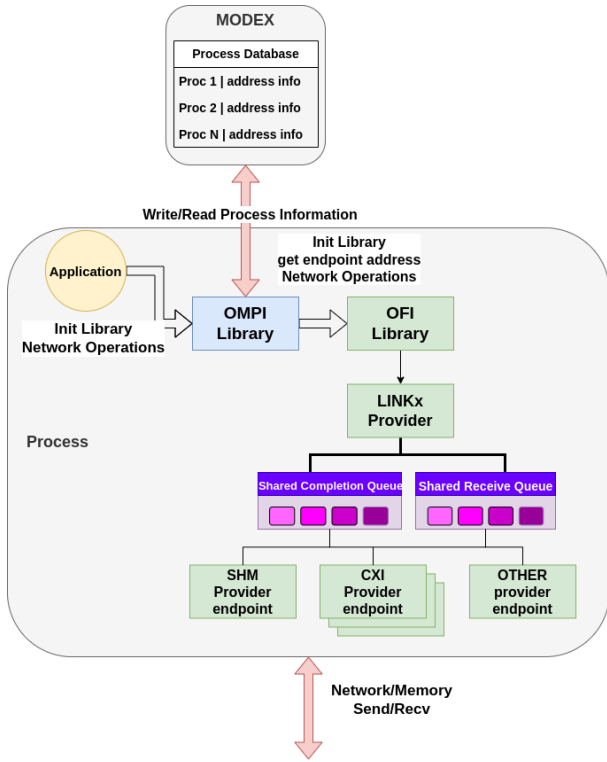 MODEX
Process Database
Proc 1 | address info
Proc 2 | address info
Proc N | address info
Write/Read Process Information
Application
Init Library
Network Operations
OMPI
Library
Init Library
get endpoint address
Network Operations
OFI
Library
LINKx
Provider
Process
Shared Completion Queue
Shared Receive Queue
SHM
Provider
endpoint
CXI
Provider
endpoint
OTHER
provider
endpoint
Network/Memory
Send/Recv